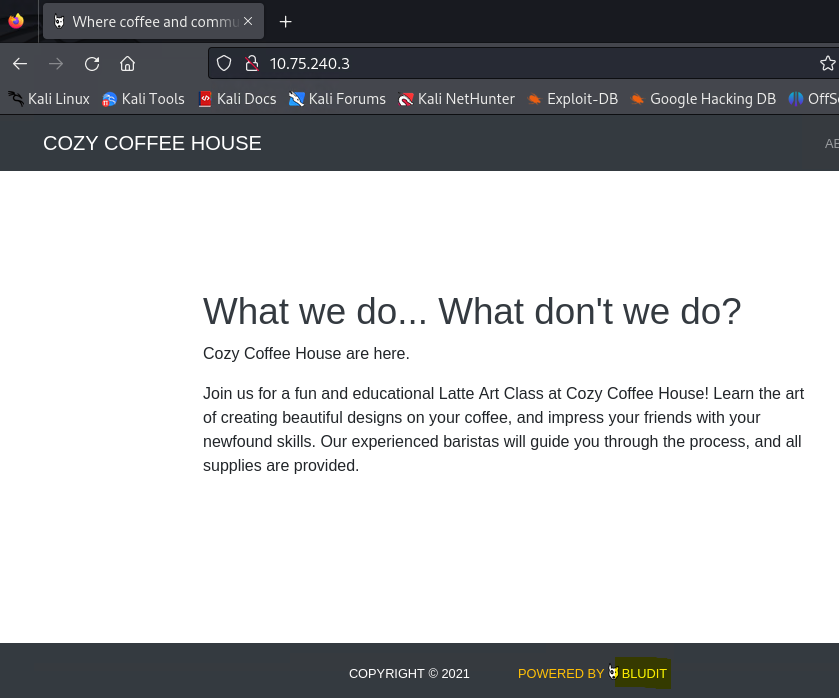 Where coffee and commu
10.75.240.3
Kali Linux Kali Tools Kali Docs Kali Forums Kali NetHunter Exploit-DB Google Hacking DB OffS
COZY COFFEE HOUSE
AB
What we do... What don't we do?
Cozy Coffee House are here.
Join us for a fun and educational Latte Art Class at Cozy Coffee House! Learn the art
of creating beautiful designs on your coffee, and impress your friends with your
newfound skills. Our experienced baristas will guide you through the process, and all
supplies are provided.
COPYRIGHT © 2021 POWERED BY BLUDIT